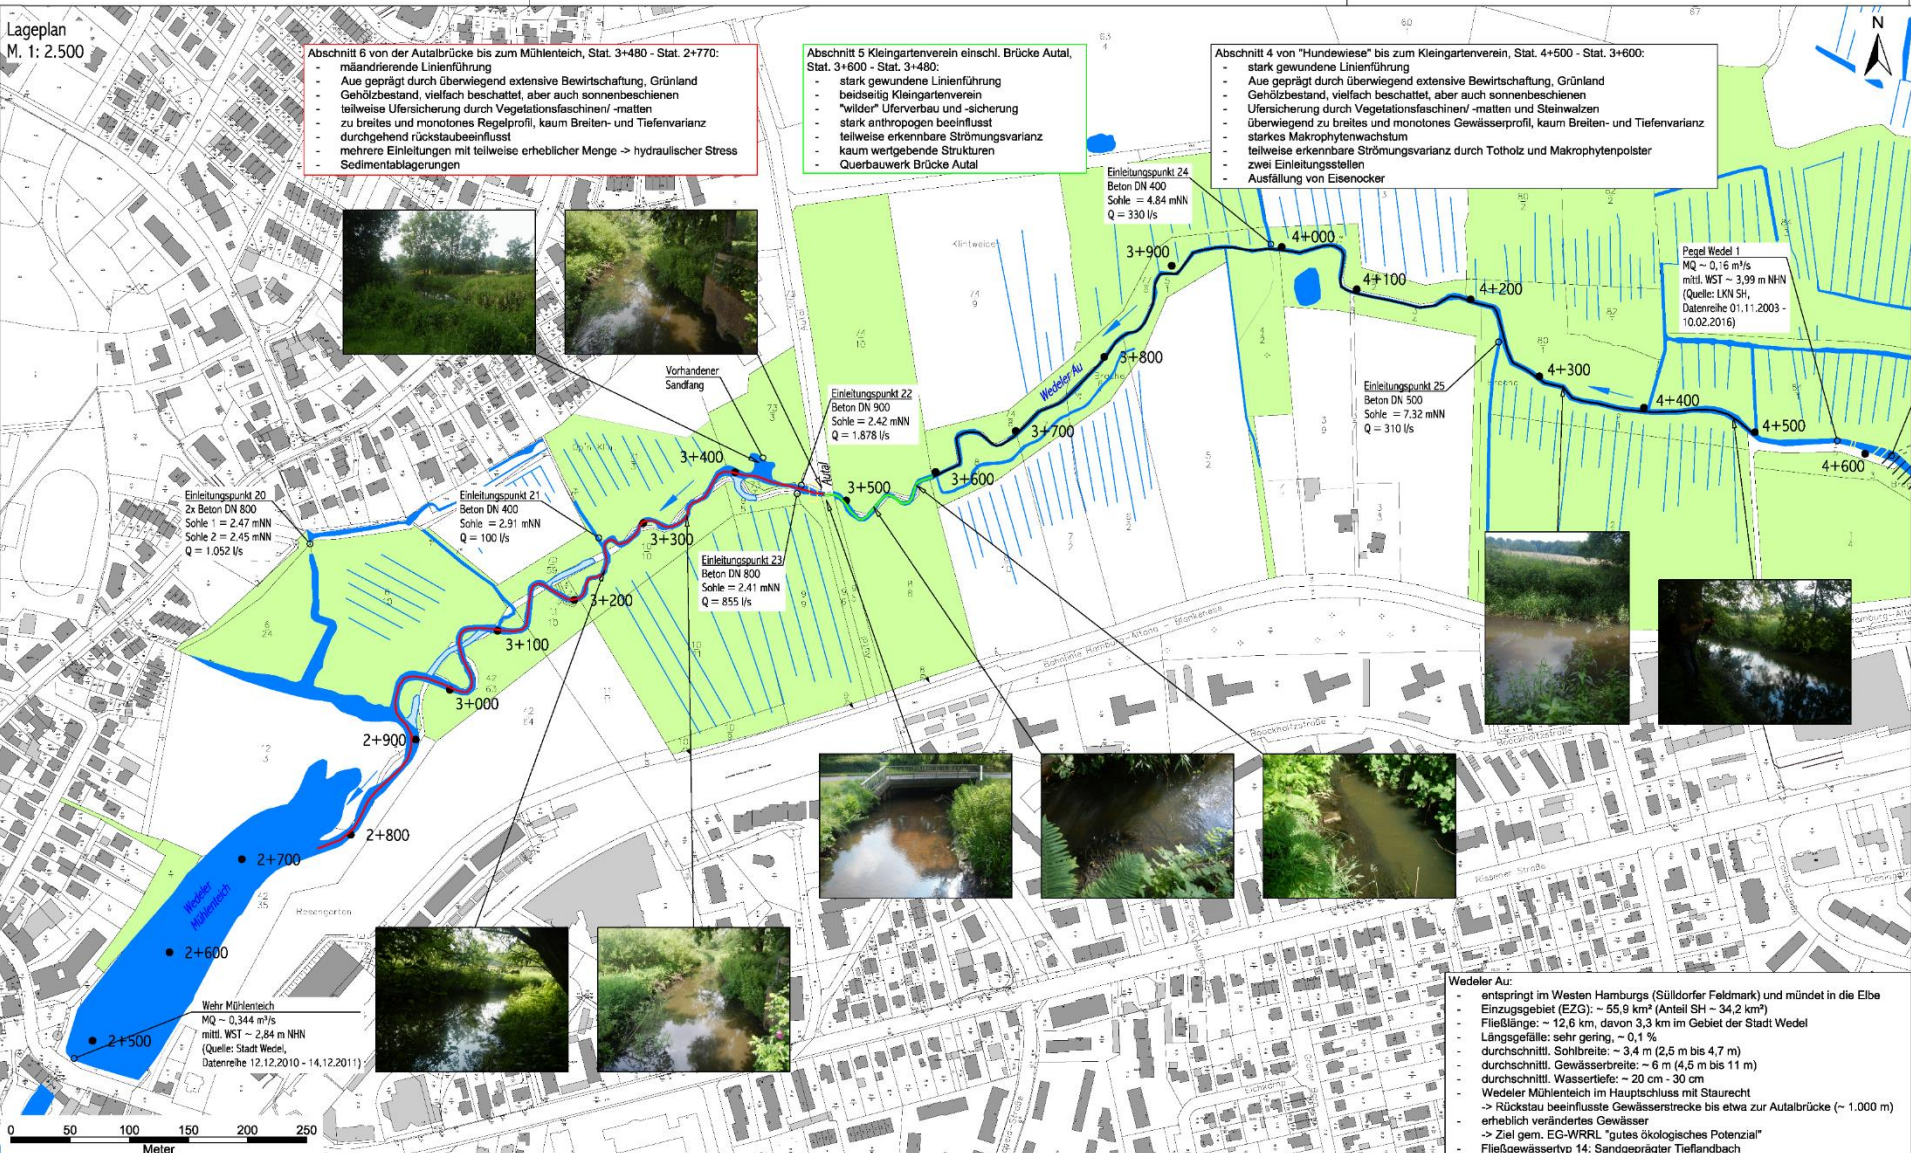 Lageplan
M. 1: 2.500
Abschnitt 6 von der Autalbrücke bis zum Mühlenteich, Stat. 3+480 - Stat. 2+770:
- mäandrierende Linienführung
- Aue geprägt durch überwiegend extensive Bewirtschaftung, Grünland
- Gehölzbestand, vielfach beschattet, aber auch sonnenbeschienen
- teilweise Ufersicherung durch Vegetationsfaschinen/ -matten
- zu breites und monotones Regelprofil, kaum Breiten- und Tiefenvarianz
- durchgehend rückstaubeeinflusst
- mehrere Einleitungen mit teilweise erheblicher Menge -> hydraulischer Stress
- Sedimentablagerungen
Abschnitt 5 Kleingartenverein einschl. Brücke Autal,
Stat. 3+600 - Stat. 3+480:
- stark gewundene Linienführung
- beidseitig Kleingartenverein
- "wilder" Uferverbau und -sicherung
- stark anthropogen beeinflusst
- teilweise erkennbare Strömungsvarianz
- kaum wertgebende Strukturen
- Querbauwerk Brücke Autal
Abschnitt 4 von "Hundewiese" bis zum Kleingartenverein, Stat. 4+500 - Stat. 3+600:
- stark gewundene Linienführung
- Aue geprägt durch überwiegend extensive Bewirtschaftung, Grünland
- Gehölzbestand, vielfach beschattet, aber auch sonnenbeschienen
- Ufersicherung durch Vegetationsfaschinen/ -matten und Steinwalzen
- überwiegend zu breites und monotones Gewässerprofil, kaum Breiten- und Tiefenvarianz
- starkes Makrophytenwachstum
- teilweise erkennbare Strömungsvarianz durch Totholz und Makrophytenpolster
- zwei Einleitungsstellen
- Ausfällung von Eisenocker
N
Einleitungspunkt 24
Beton DN 400
Sohle = 4.84 mNN
Q = 330 l/s
Pegel Wedel 1
MQ ~ 0,16 m³/s
mittl. WST ~ 3,99 m NHN
(Quelle: LKN SH,
Datenreihe 01.11.2003 -
10.02.2016)
Klintweide
3+900
4+000
4+100
4+200
4+300
4+400
4+500
4+600
3+800
3+700
3+600
3+500
3+400
3+300
3+200
3+100
3+000
2+900
2+800
2+700
2+600
2+500
Wedeler Au
Brache
Vorhandener
Sandfang
Einleitungspunkt 22
Beton DN 900
Sohle = 2.42 mNN
Q = 1.878 l/s
Einleitungspunkt 25
Beton DN 500
Sohle = 7.32 mNN
Q = 310 l/s
Autal
Einleitungspunkt 20
2x Beton DN 800
Sohle 1 = 2.47 mNN
Sohle 2 = 2.45 mNN
Q = 1.052 l/s
Einleitungspunkt 21
Beton DN 400
Sohle = 2.91 mNN
Q = 100 l/s
Einleitungspunkt 23
Beton DN 800
Sohle = 2.41 mNN
Q = 855 l/s
Bahnlinie Hamburg-Altona - Blankenese
Boockholtzstraße
Boockholtzstraße
Rissener Straße
Wedeler
Mühlenteich
Rosengarten
Wehr Mühlenteich
MQ ~ 0,344 m³/s
mittl. WST ~ 2,84 m NHN
(Quelle: Stadt Wedel,
Datenreihe 12.12.2010 - 14.12.2011)
Wedeler Au:
- entspringt im Westen Hamburgs (Sülldorfer Feldmark) und mündet in die Elbe
- Einzugsgebiet (EZG): ~ 55,9 km² (Anteil SH ~ 34,2 km²)
- Fließlänge: ~ 12,6 km, davon 3,3 km im Gebiet der Stadt Wedel
- Längsgefälle: sehr gering, ~ 0,1 %
- durchschnittl. Sohlbreite: ~ 3,4 m (2,5 m bis 4,7 m)
- durchschnittl. Gewässerbreite: ~ 6 m (4,5 m bis 11 m)
- durchschnittl. Wassertiefe: ~ 20 cm - 30 cm
- Wedeler Mühlenteich im Hauptschluss mit Staurecht
-> Rückstau beeinflusste Gewässerstrecke bis etwa zur Autalbrücke (~ 1.000 m)
- erheblich verändertes Gewässer
-> Ziel gem. EG-WRRL "gutes ökologisches Potenzial"
- Fließgewässertyp 14: Sandgeprägter Tieflandbach
0 50 100 150 200 250
Meter